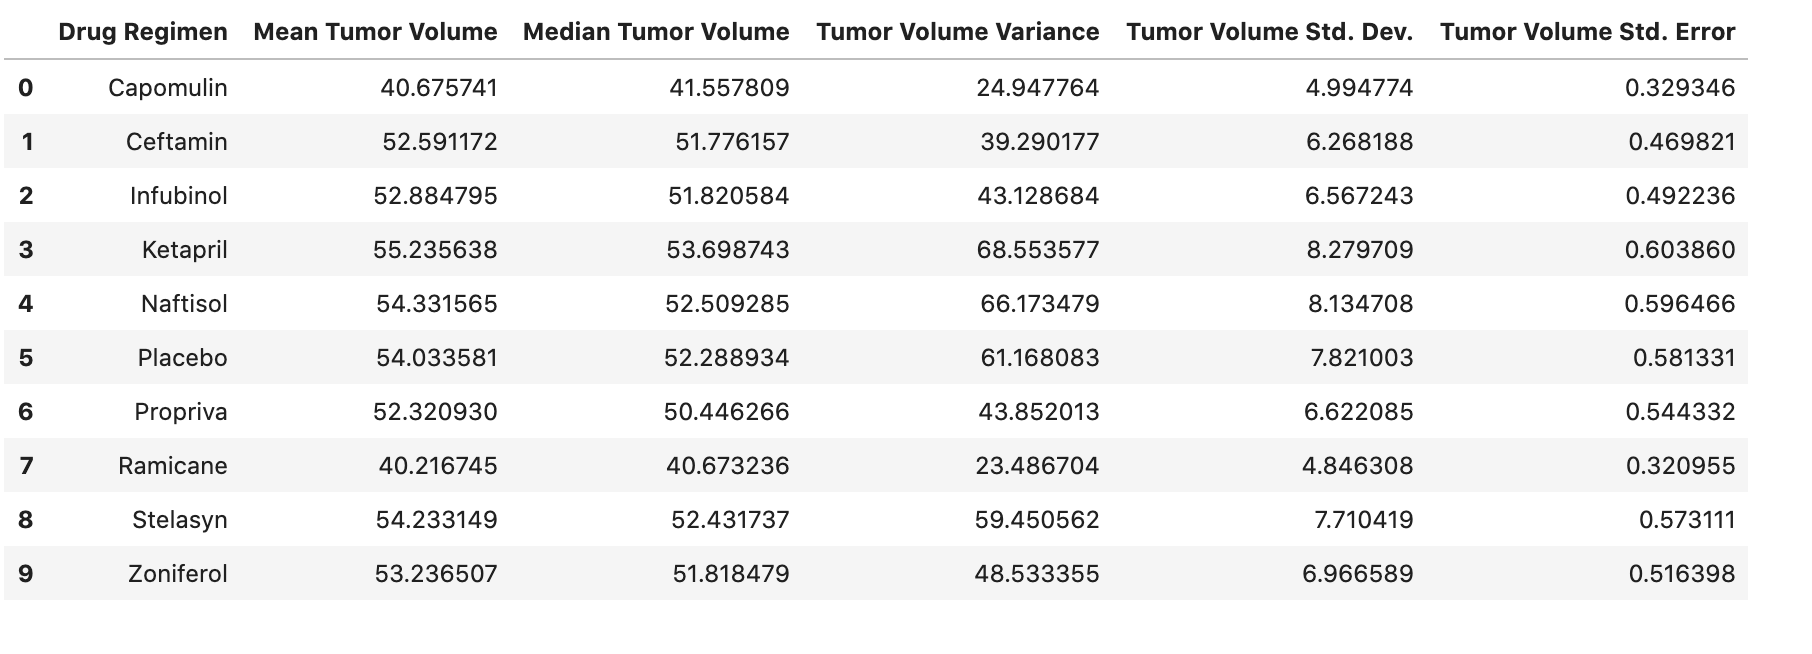 Drug Regimen Mean Tumor Volume Median Tumor Volume Tumor Volume Variance Tumor Volume Std. Dev. Tumor Volume Std. Error
0 Capomulin 40.675741 41.557809 24.947764 4.994774 0.329346
1 Ceftamin 52.591172 51.776157 39.290177 6.268188 0.469821
2 Infubinol 52.884795 51.820584 43.128684 6.567243 0.492236
3 Ketapril 55.235638 53.698743 68.553577 8.279709 0.603860
4 Naftisol 54.331565 52.509285 66.173479 8.134708 0.596466
5 Placebo 54.033581 52.288934 61.168083 7.821003 0.581331
6 Propriva 52.320930 50.446266 43.852013 6.622085 0.544332
7 Ramicane 40.216745 40.673236 23.486704 4.846308 0.320955
8 Stelasyn 54.233149 52.431737 59.450562 7.710419 0.573111
9 Zoniferol 53.236507 51.818479 48.533355 6.966589 0.516398